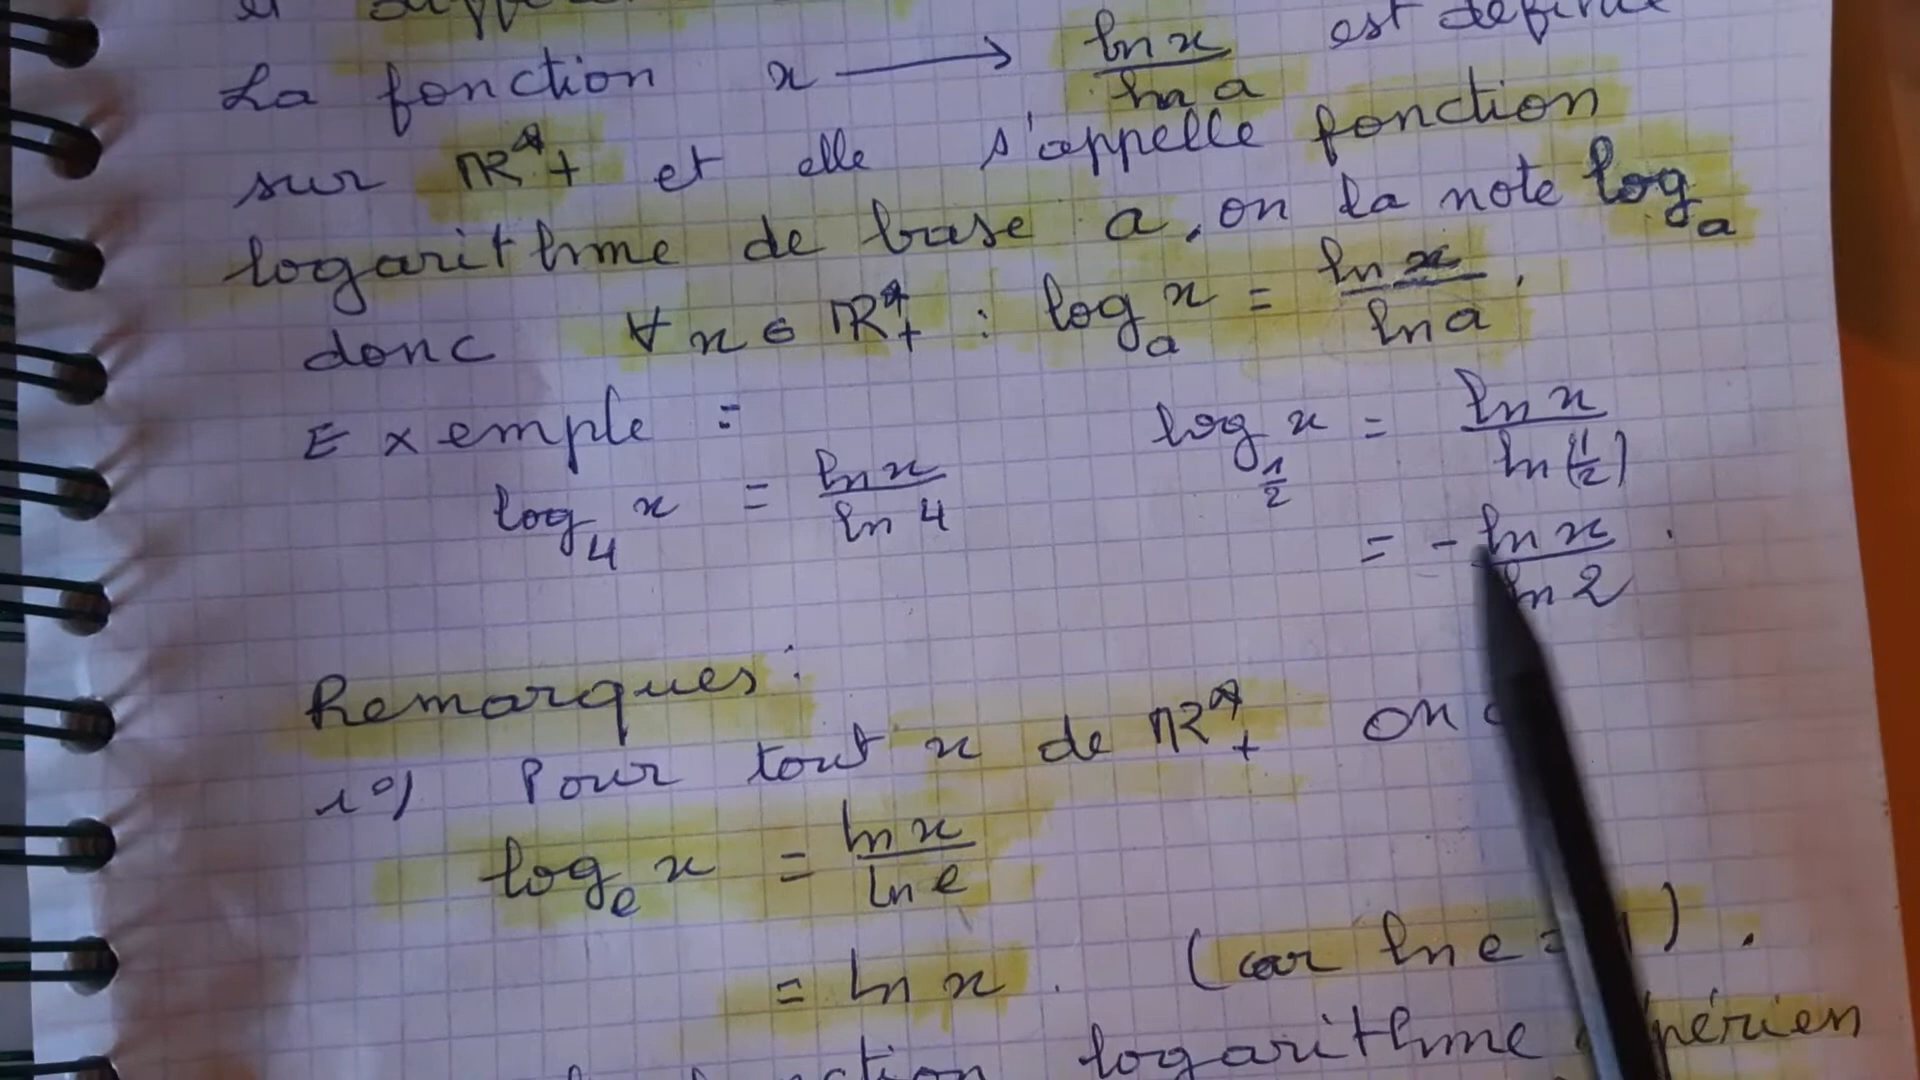 et
La fonction x ⟶ ln x / ln a est définie
sur ℝ*+ et elle s'appelle fonction
logarithme de base a, on la note log_a
donc ∀ x ∈ ℝ*+ : log_a x = ln x / ln a.
Exemple :
log_4 x = ln x / ln 4
log_{1/2} x = ln x / ln(1/2)
= - ln x / ln 2 .
Remarques :
1°) Pour tout x de ℝ*+ on
log_e x = ln x / ln e
= ln x . (car ln e = 1) .
logarithme népérien